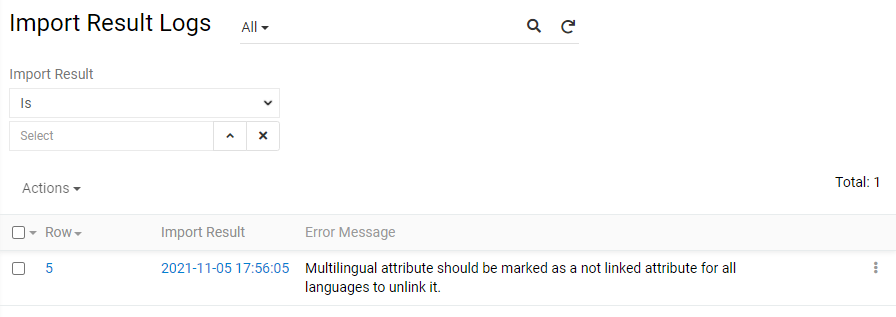 Import Result Logs
All
Import Result
Is
Select
Actions
Total: 1
Row Import Result Error Message
5 2021-11-05 17:56:05 Multilingual attribute should be marked as a not linked attribute for all
languages to unlink it.